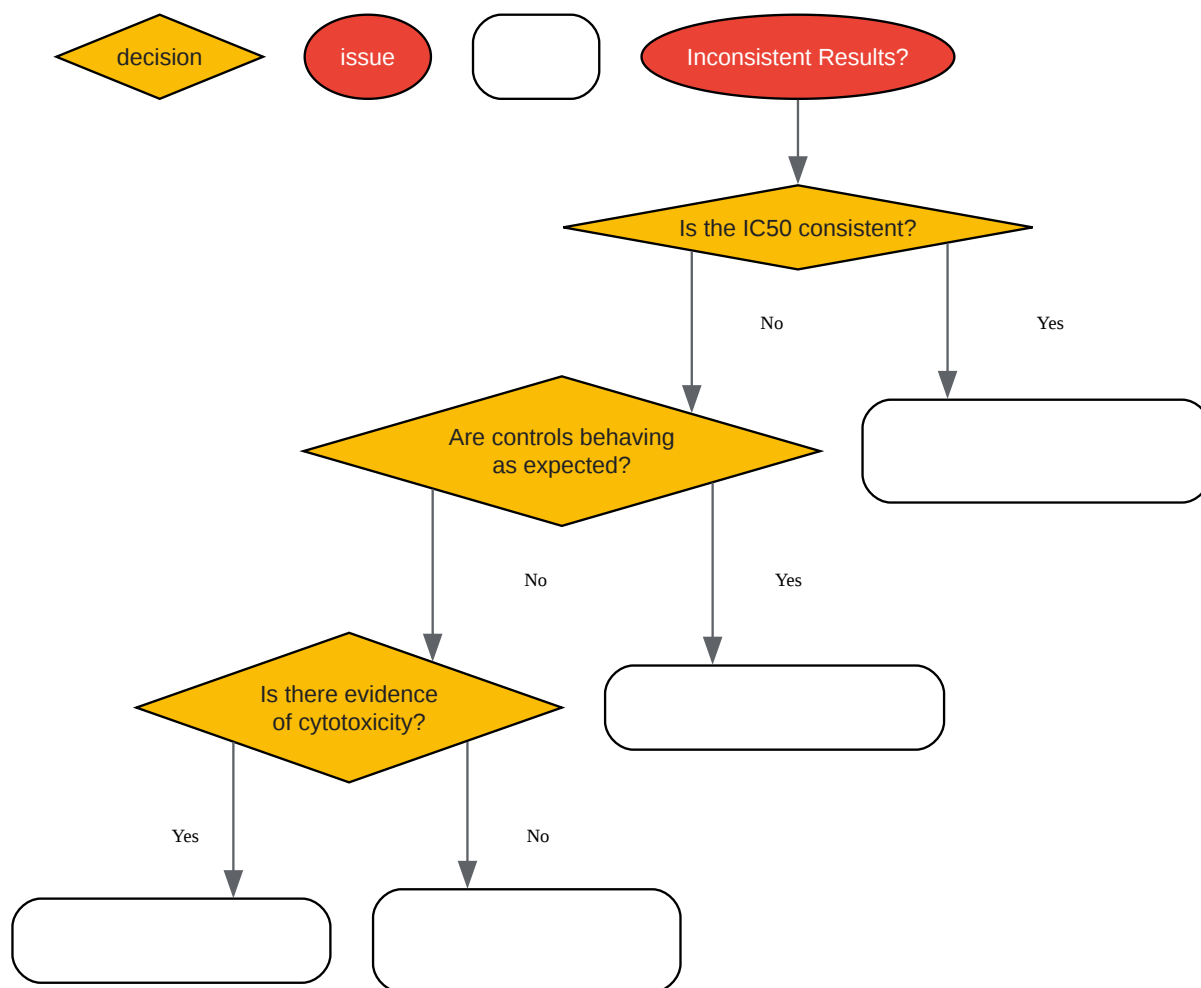 decision
issue
Inconsistent Results?
Is the IC50 consistent?
No
Yes
Are controls behaving
as expected?
No
Yes
Is there evidence
of cytotoxicity?
Yes
No